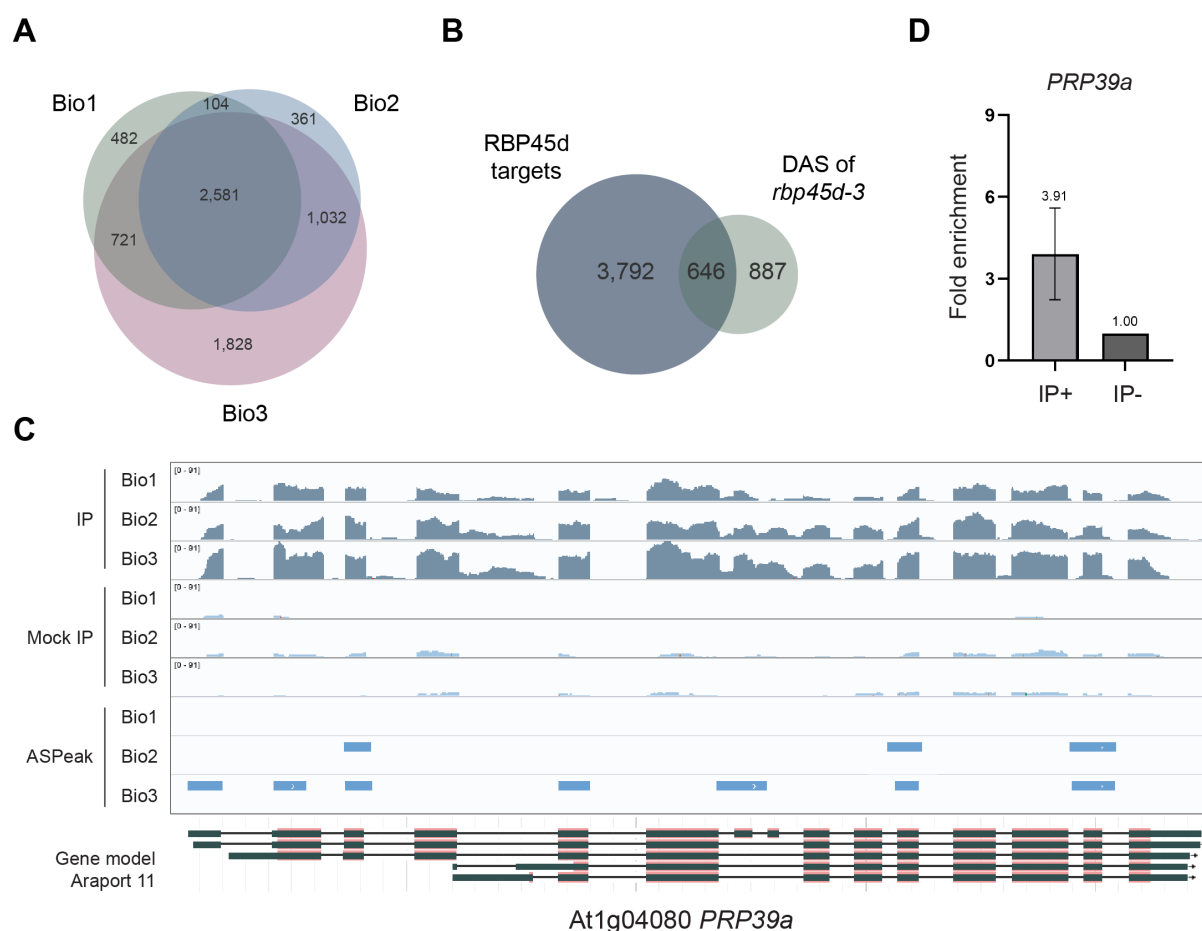 A
Bio1
Bio2
104
361
482
2,581
1,032
721
1,828
Bio3
B
RBP45d
targets
DAS of
rbp45d-3
3,792
646
887
D
PRP39a
Fold enrichment
9
6
3
0
3.91
1.00
IP+
IP-
C
IP
Bio1
[0 - 91]
Bio2
[0 - 91]
Bio3
[0 - 91]
Mock IP
Bio1
[0 - 91]
Bio2
[0 - 91]
Bio3
[0 - 91]
ASPeak
Bio1
Bio2
Bio3
Gene model
Araport 11
At1g04080 PRP39a